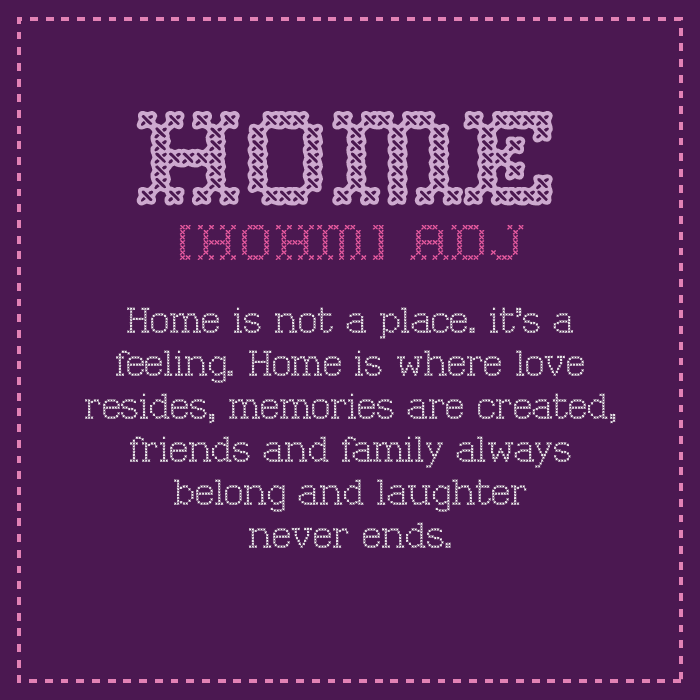 HOME
[HOHM] ADJ
Home is not a place. it's a
feeling. Home is where love
resides, memories are created,
friends and family always
belong and laughter
never ends.